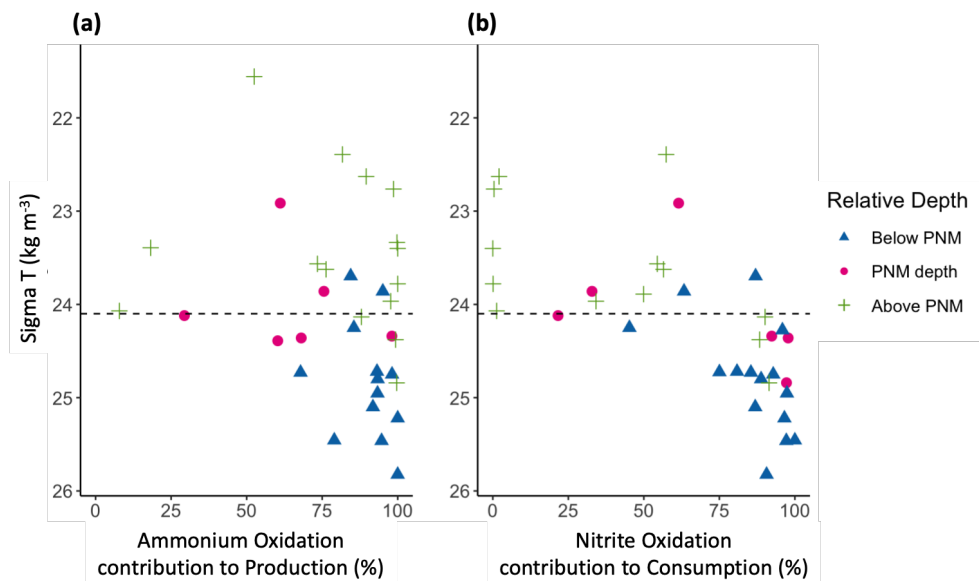 (a)
(b)
Sigma T (kg m⁻³)
22
23
24
25
26
0
25
50
75
100
Ammonium Oxidation
contribution to Production (%)
22
23
24
25
26
0
25
50
75
100
Nitrite Oxidation
contribution to Consumption (%)
Relative Depth
Below PNM
PNM depth
Above PNM